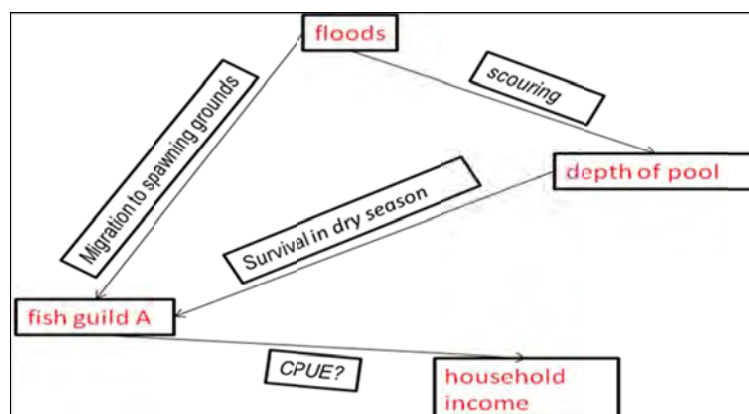 floods
scouring
Migration to spawning grounds
depth of pool
Survival in dry season
fish guild A
CPUE?
household
income